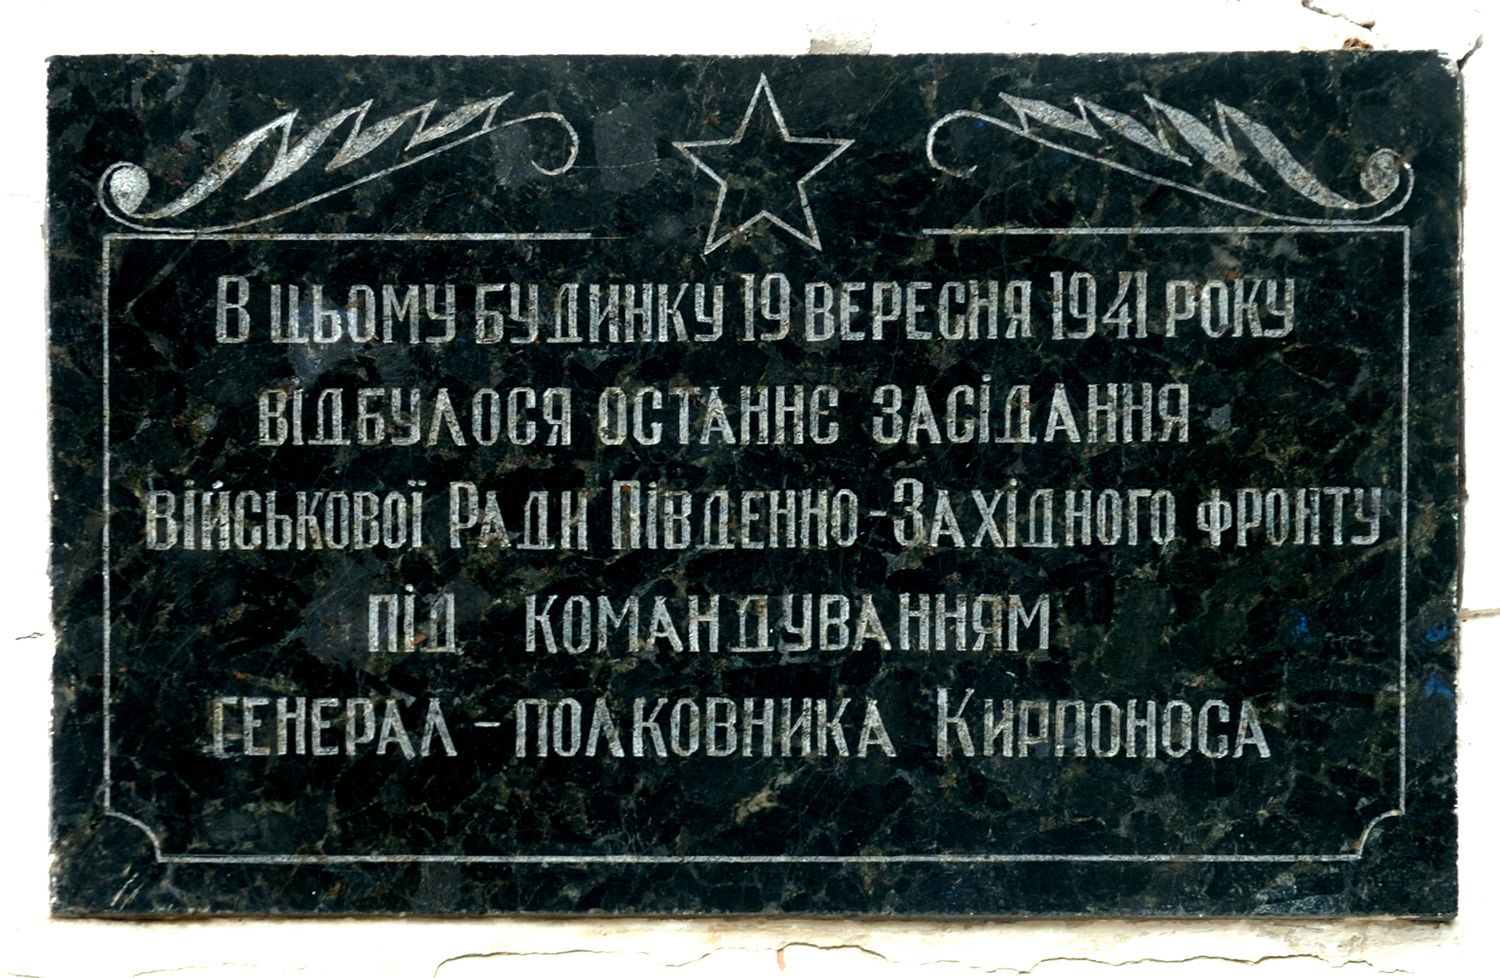 В цьому будинку 19 вересня 1941 року
відбулося останнє засідання
військової Ради Південно-Західного фронту
під командуванням
генерал-полковника Кирпоноса